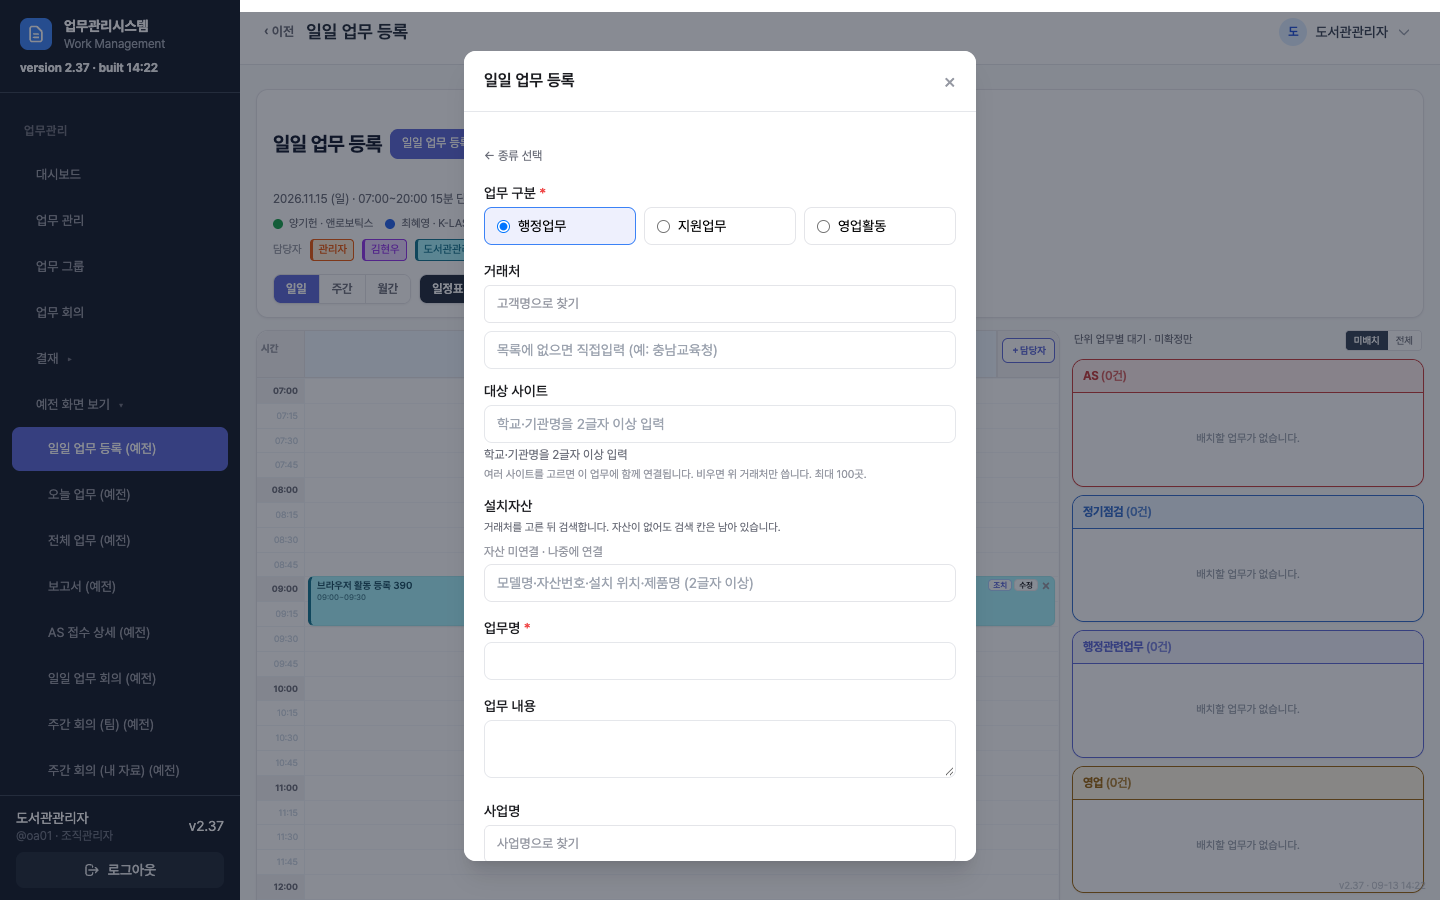 업무관리시스템
Work Management
version 2.37 · built 14:22
업무관리
대시보드
업무 관리
업무 그룹
업무 회의
결재
예전 화면 보기
일일 업무 등록 (예전)
오늘 업무 (예전)
전체 업무 (예전)
보고서 (예전)
AS 접수 상세 (예전)
일일 업무 회의 (예전)
주간 회의 (팀) (예전)
주간 회의 (내 자료) (예전)
도서관관리자
@oa01 · 조직관리자
v2.37
로그아웃
‹ 이전
일일 업무 등록
도
도서관관리자
일일 업무 등록
일일 업무 등록
2026.11.15 (일) · 07:00~20:00 15분 단
양기헌 · 앤로보틱스
최혜영 · K-LAS
담당자
관리자
김현우
도서관관리
일일
주간
월간
일정표
시간
+ 담당자
07:00
07:15
07:30
07:45
08:00
08:15
08:30
08:45
09:00
09:15
09:30
09:45
10:00
10:15
10:30
10:45
11:00
11:15
11:30
11:45
12:00
브라우저 활동 등록 390
09:00~09:30
조치
수정
×
일일 업무 등록
×
← 종류 선택
업무 구분 *
행정업무
지원업무
영업활동
거래처
고객명으로 찾기
목록에 없으면 직접입력 (예: 충남교육청)
대상 사이트
학교·기관명을 2글자 이상 입력
학교·기관명을 2글자 이상 입력
여러 사이트를 고르면 이 업무에 함께 연결됩니다. 비우면 위 거래처만 씁니다. 최대 100곳.
설치자산
거래처를 고른 뒤 검색합니다. 자산이 없어도 검색 칸은 남아 있습니다.
자산 미연결 · 나중에 연결
모델명·자산번호·설치 위치·제품명 (2글자 이상)
업무명 *
업무 내용
사업명
사업명으로 찾기
단위 업무별 대기 · 미확정만
미배치
전체
AS (0건)
배치할 업무가 없습니다.
정기점검 (0건)
배치할 업무가 없습니다.
행정관련업무 (0건)
배치할 업무가 없습니다.
영업 (0건)
배치할 업무가 없습니다.
v2.37 · 09-13 14:22